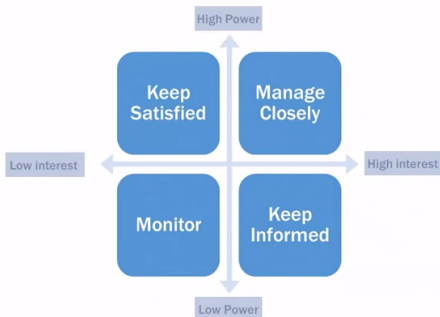 High Power
Keep
Satisfied
Manage
Closely
Low interest
High interest
Monitor
Keep
Informed
Low Power